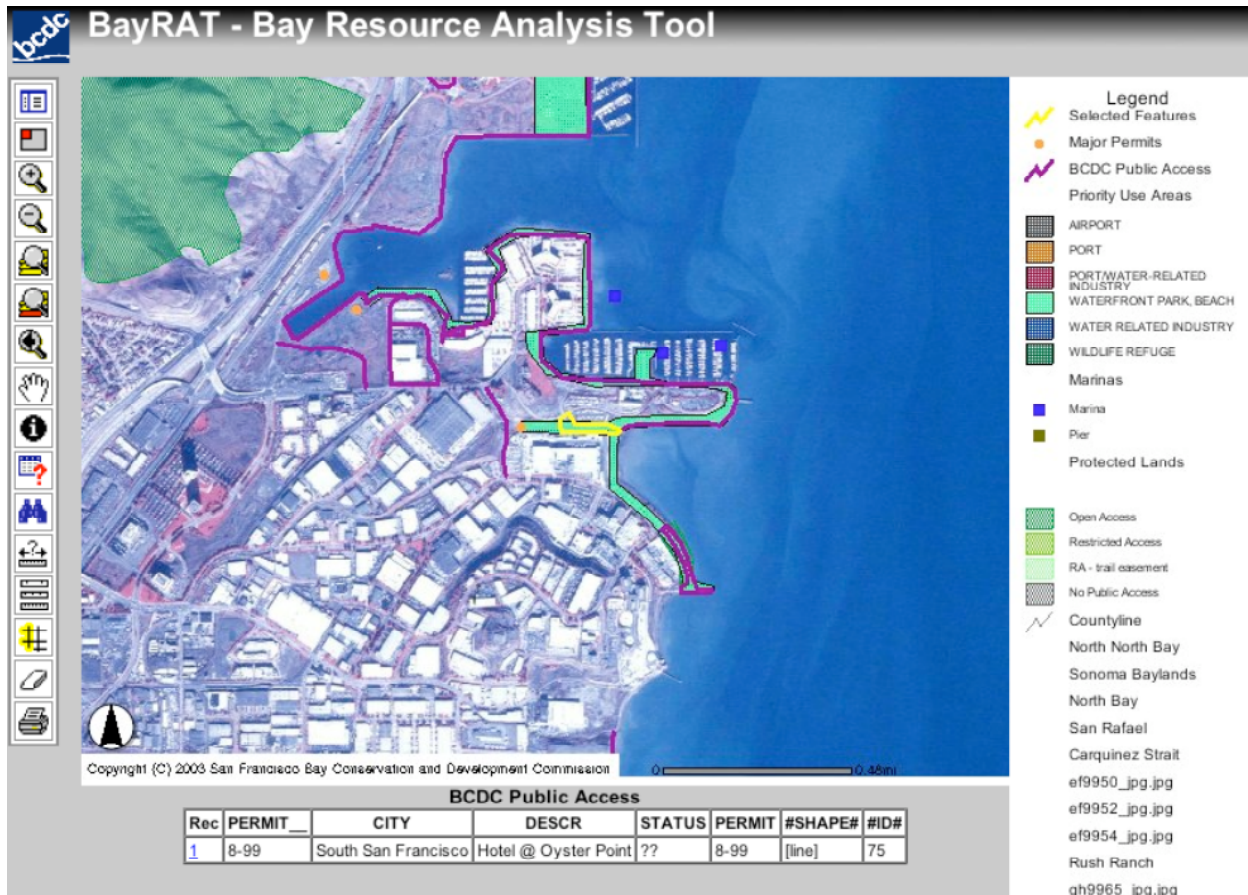 bcdc
BayRAT - Bay Resource Analysis Tool
Legend
Selected Features
Major Permits
BCDC Public Access
Priority Use Areas
AIRPORT
PORT
PORT/WATER-RELATED
INDUSTRY
WATERFRONT PARK, BEACH
WATER RELATED INDUSTRY
WILDLIFE REFUGE
Marinas
Marina
Pier
Protected Lands
Open Access
Restricted Access
RA - trail easement
No Public Access
Countyline
North North Bay
Sonoma Baylands
North Bay
San Rafael
Carquinez Strait
ef9950_jpg.jpg
ef9952_jpg.jpg
ef9954_jpg.jpg
Rush Ranch
gh9965_jpg.jpg
Copyright (C) 2003 San Francisco Bay Conservation and Development Commission
0 0.48mi
BCDC Public Access
Rec PERMIT__ CITY DESCR STATUS PERMIT #SHAPE# #ID#
1 8-99 South San Francisco Hotel @ Oyster Point ?? 8-99 [line] 75